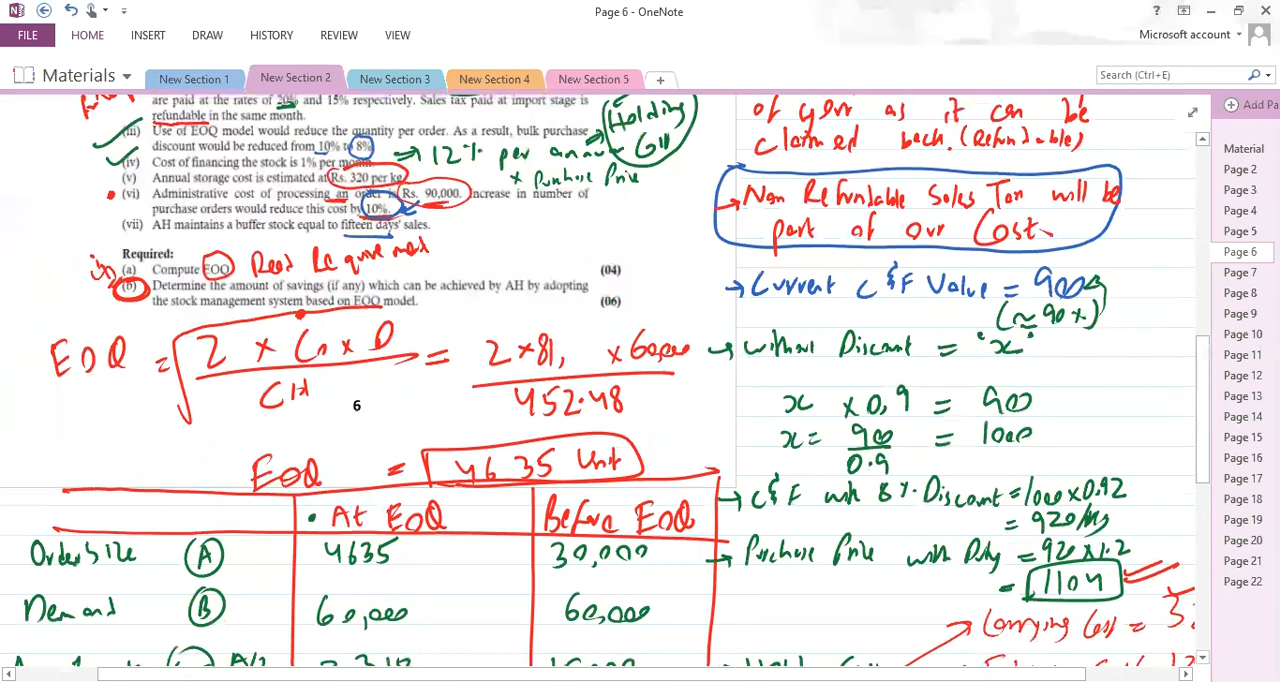 Page 6 - OneNote
FILE HOME INSERT DRAW HISTORY REVIEW VIEW
Microsoft account
Materials New Section 1 New Section 2 New Section 3 New Section 4 New Section 5
Search (Ctrl+E)
Add Pa
are paid at the rates of 20% and 15% respectively. Sales tax paid at import stage is
refundable in the same month.
(iii) Use of EOQ model would reduce the quantity per order. As a result, bulk purchase
discount would be reduced from 10% to 8%
(iv) Cost of financing the stock is 1% per month.
(v) Annual storage cost is estimated at Rs. 320 per kg.
(vi) Administrative cost of processing an order is Rs. 90,000. Increase in number of
purchase orders would reduce this cost by 10%.
(vii) AH maintains a buffer stock equal to fifteen days' sales.
Holding
→ 12% per annum
x Purchase Price
Required:
(a) Compute EOQ (04)
Read Requirement
(b) Determine the amount of savings (if any) which can be achieved by AH by adopting
the stock management system based on EOQ model. (06)
EOQ = √ 2 x Co x D = 2 x 81, x 60,000
CH 452.48
6
EOQ = 4635 Unit
At EOQ Before EOQ
Order Size A 4635 30,000
Demand B 60,000 60,000
A/2
as it can be
claimed back. (Refundable)
→ Non Refundable Sales Tax will be
part of our Cost
→ Current C&F Value = 900
(≈ 90x)
→ without Discount = 'x'
x x 0.9 = 900
x = 900 = 1000
0.9
→ C&F with 8% Discount = 1000 x 0.92
= 920/kg
→ Purchase Price with Duty = 920 x 1.2
= 1104
Carrying Cost =
Material
Page 2
Page 3
Page 4
Page 5
Page 6
Page 7
Page 8
Page 9
Page 10
Page 11
Page 12
Page 13
Page 14
Page 15
Page 16
Page 17
Page 18
Page 19
Page 20
Page 21
Page 22